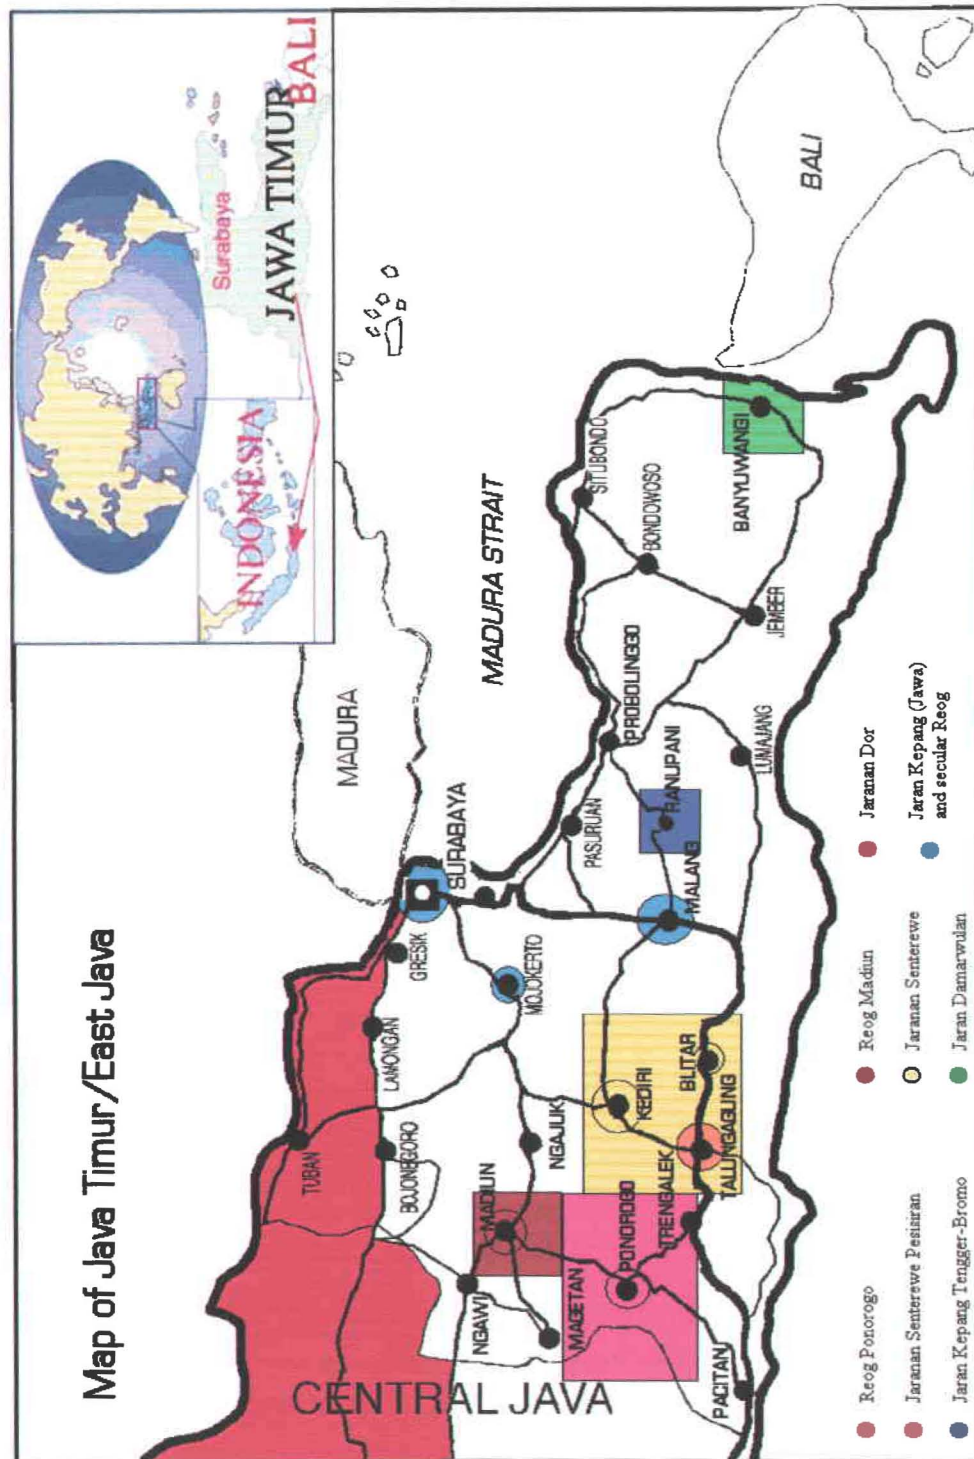 Map of Java Timur/East Java
INDONESIA
Surabaya
JAWA TIMUR
BALI
MADURA
MADURA STRAIT
BALI
CENTRAL JAVA
TUBAN
LAMONGAN
GRESIK
SURABAYA
BOJONEGORO
MOJOKERTO
NGAWI
MADIUN
NGAJUK
MAGETAN
PONOROGO
TRENGALEK
PACITAN
KEDIRI
BLITAR
TALUNGAGUNG
MALANG
PASURUAN
RANUPANI
PROBOLINGGO
LUMAJANG
SITUBONDO
BONDOWOSO
JEMBER
BANYUWANGI
Reog Ponorogo
Jaranan Senterewe Pesisiran
Jaran Kepang Tengger-Bromo
Reog Madiun
Jaranan Senterewe
Jaran Damarwulan
Jaranan Dor
Jaran Kepang (Jawa)
and secular Reog